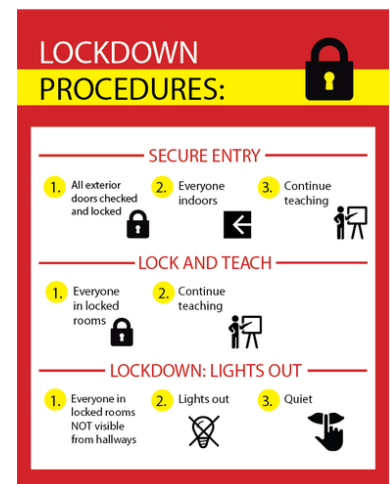 LOCKDOWN
PROCEDURES:
SECURE ENTRY
1. All exterior
doors checked
and locked
2. Everyone
indoors
3. Continue
teaching
LOCK AND TEACH
1. Everyone
in locked
rooms
2. Continue
teaching
LOCKDOWN: LIGHTS OUT
1. Everyone in
locked rooms
NOT visible
from hallways
2. Lights out
3. Quiet